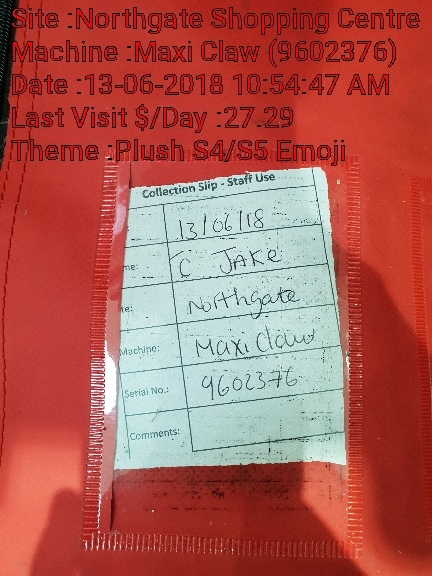 Site :Northgate Shopping Centre
Machine :Maxi Claw (9602376)
Date :13-06-2018 10:54:47 AM
Last Visit $/Day :27.29
Theme :Plush S4/S5 Emoji
Collection Slip - Staff Use
13/06/18
me: C JAKE
te: Northgate
Machine: Maxi Claw
Serial No.: 9602376
Comments: